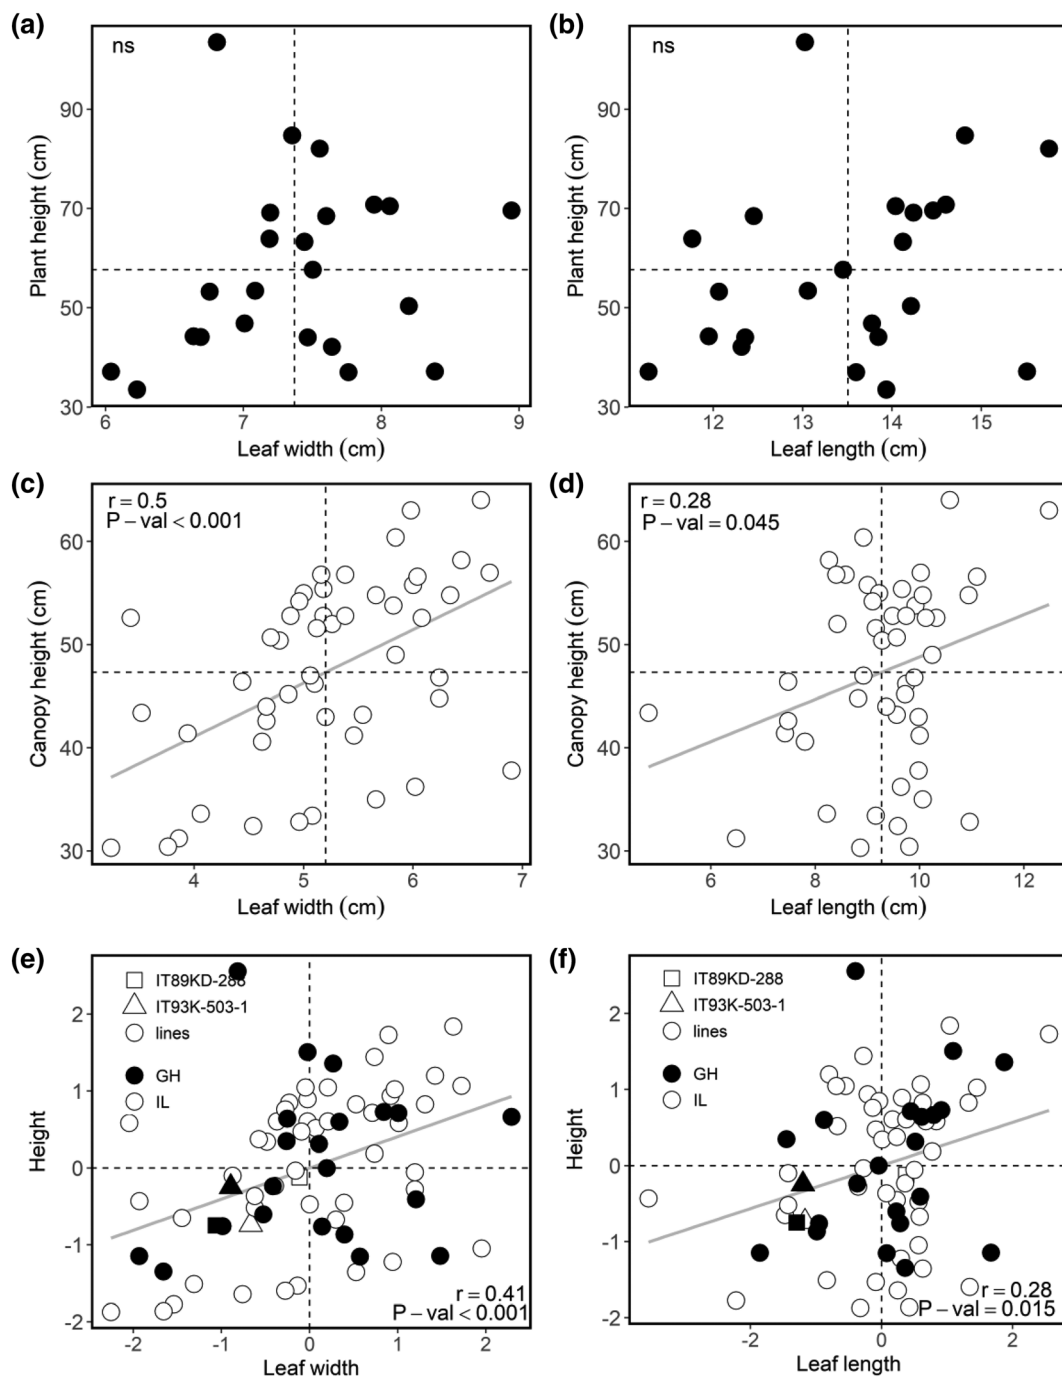 (a)
ns
90
70
50
30
Plant height (cm)
6 7 8 9
Leaf width (cm)
(b)
ns
90
70
50
30
Plant height (cm)
12 13 14 15
Leaf length (cm)
(c)
r = 0.5
P – val < 0.001
60
50
40
30
Canopy height (cm)
4 5 6 7
Leaf width (cm)
(d)
r = 0.28
P – val = 0.045
60
50
40
30
Canopy height (cm)
6 8 10 12
Leaf length (cm)
(e)
IT89KD-288
IT93K-503-1
lines
GH
IL
2
1
0
-1
-2
Height
r = 0.41
P – val < 0.001
-2 -1 0 1 2
Leaf width
(f)
IT89KD-288
IT93K-503-1
lines
GH
IL
2
1
0
-1
-2
Height
r = 0.28
P – val = 0.015
-2 0 2
Leaf length